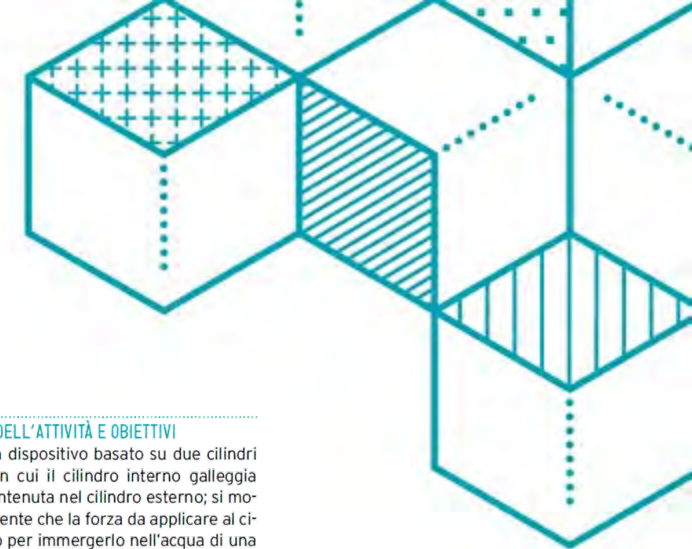 DELL'ATTIVITÀ E OBIETTIVI
dispositivo basato su due cilindri
n cui il cilindro interno galleggia
ntenuta nel cilindro esterno; si mo-
ente che la forza da applicare al ci-
o per immergerlo nell'acqua di una